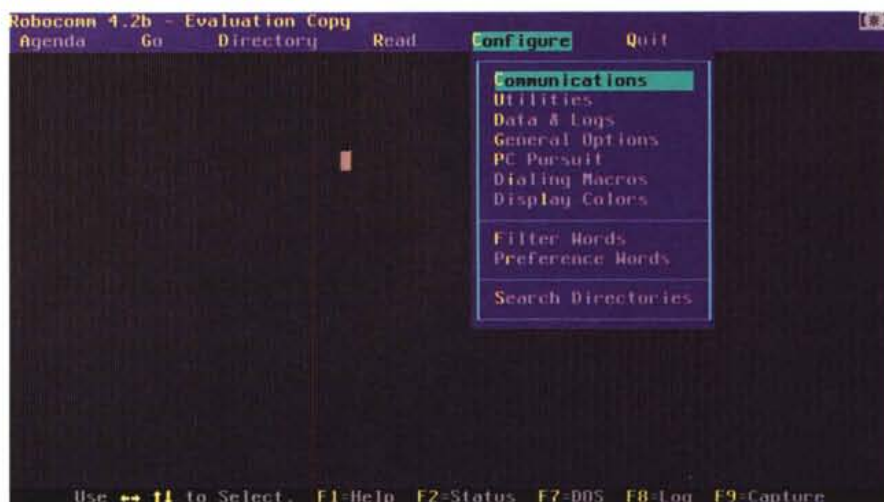 Robocomm 4.2b - Evaluation Copy [*]
Agenda Go Directory Read Configure Quit
Communications
Utilities
Data & Logs
General Options
PC Pursuit
Dialing Macros
Display Colors
Filter Words
Preference Words
Search Directories
Use ↔ ↑↓ to Select. F1=Help F2=Status F7=DOS F8=Log F9=Capture